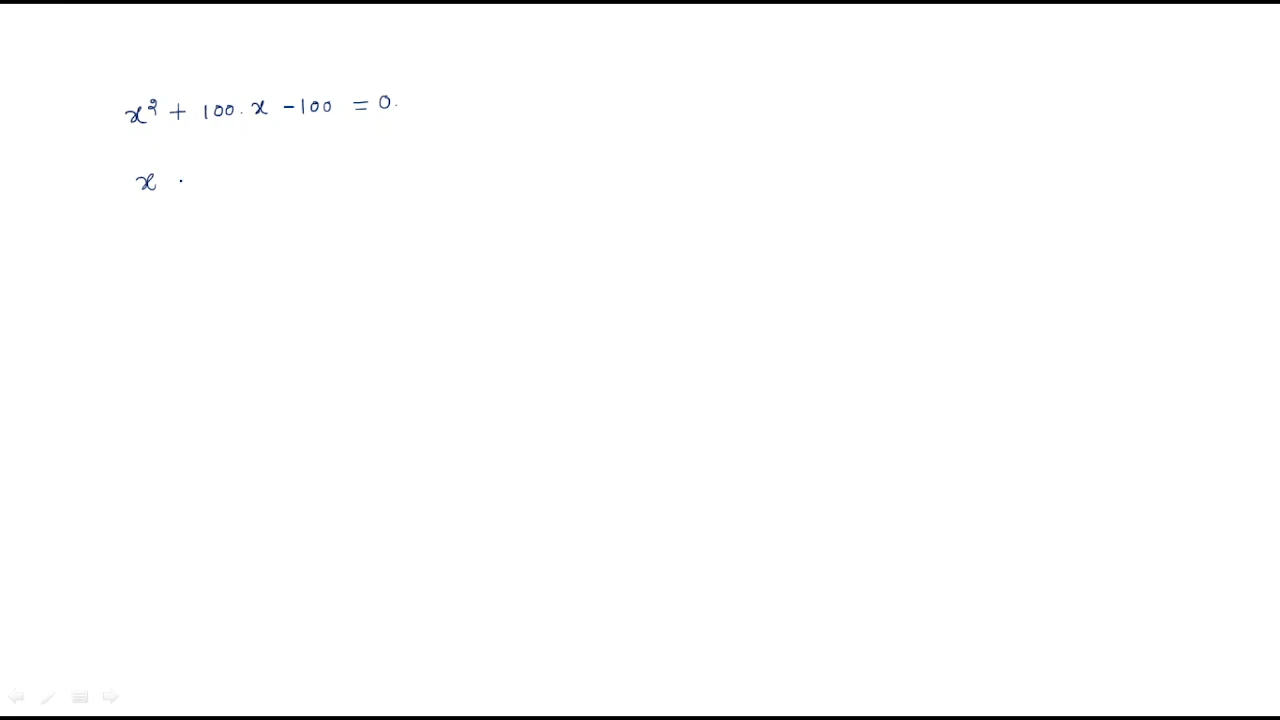 x² + 100.x -100 = 0.
x .